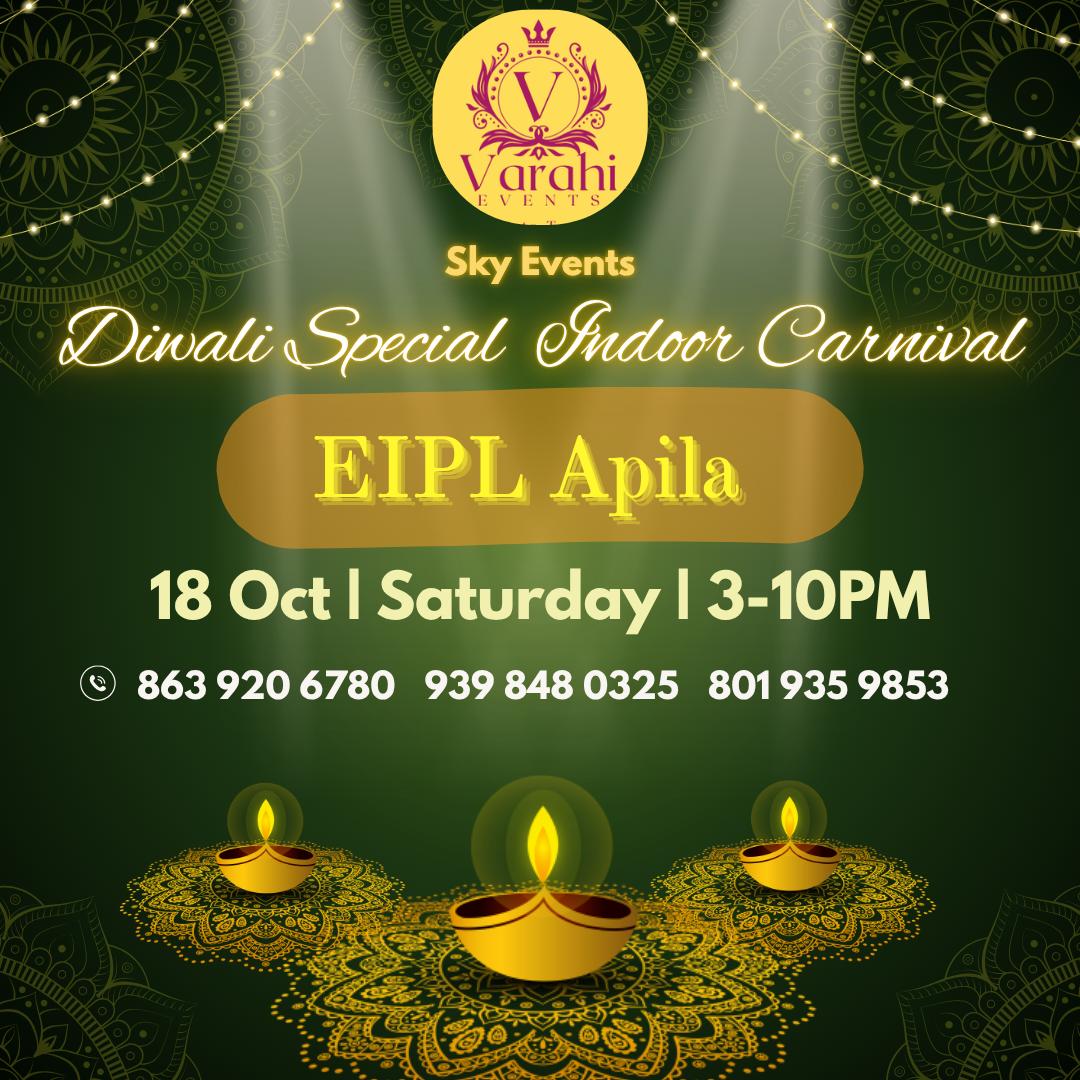 V
Varahi
EVENTS
Sky Events
Diwali Special Indoor Carnival
EIPL Apila
18 Oct | Saturday | 3-10PM
863 920 6780 939 848 0325 801 935 9853